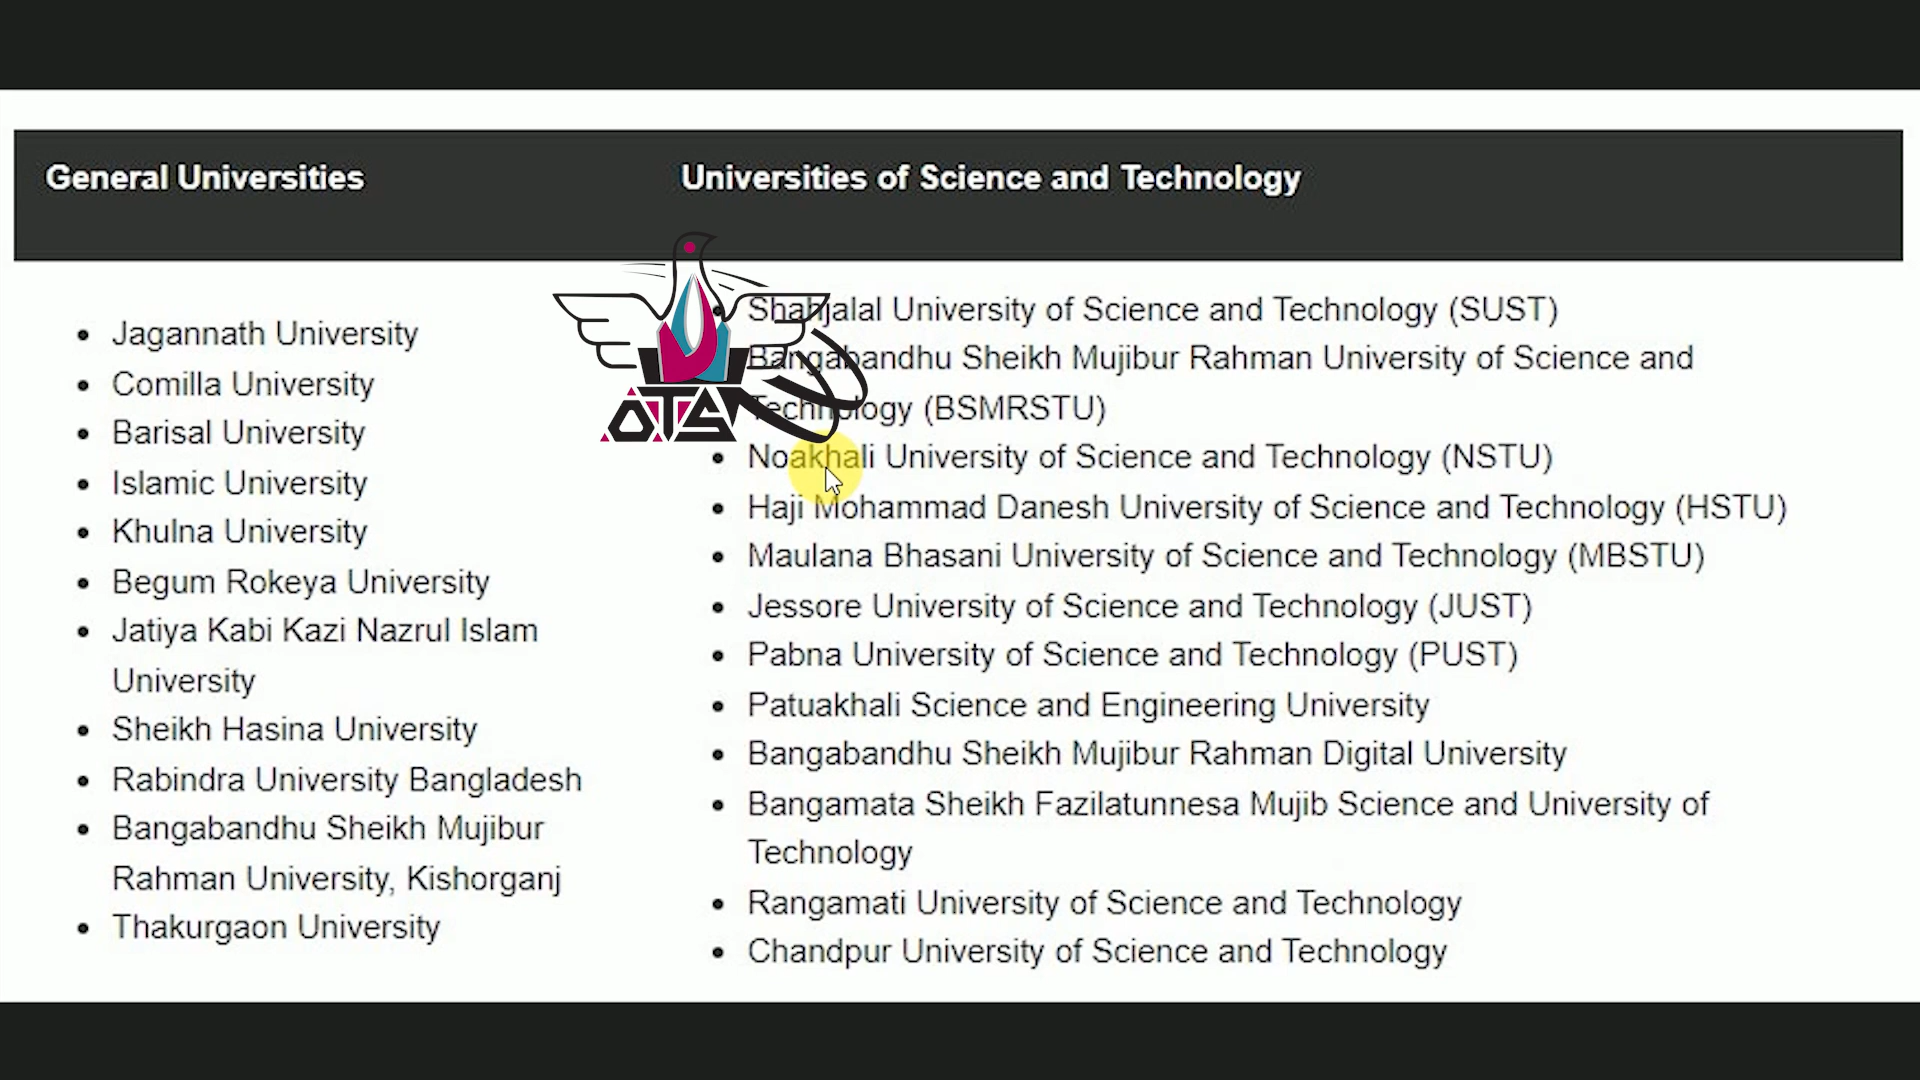 General Universities
Universities of Science and Technology
Jagannath University
Comilla University
Barisal University
Islamic University
Khulna University
Begum Rokeya University
Jatiya Kabi Kazi Nazrul Islam
University
Sheikh Hasina University
Rabindra University Bangladesh
Bangabandhu Sheikh Mujibur
Rahman University, Kishorganj
Thakurgaon University
Shahjalal University of Science and Technology (SUST)
Bangabandhu Sheikh Mujibur Rahman University of Science and
Technology (BSMRSTU)
Noakhali University of Science and Technology (NSTU)
Haji Mohammad Danesh University of Science and Technology (HSTU)
Maulana Bhasani University of Science and Technology (MBSTU)
Jessore University of Science and Technology (JUST)
Pabna University of Science and Technology (PUST)
Patuakhali Science and Engineering University
Bangabandhu Sheikh Mujibur Rahman Digital University
Bangamata Sheikh Fazilatunnesa Mujib Science and University of
Technology
Rangamati University of Science and Technology
Chandpur University of Science and Technology
OTS